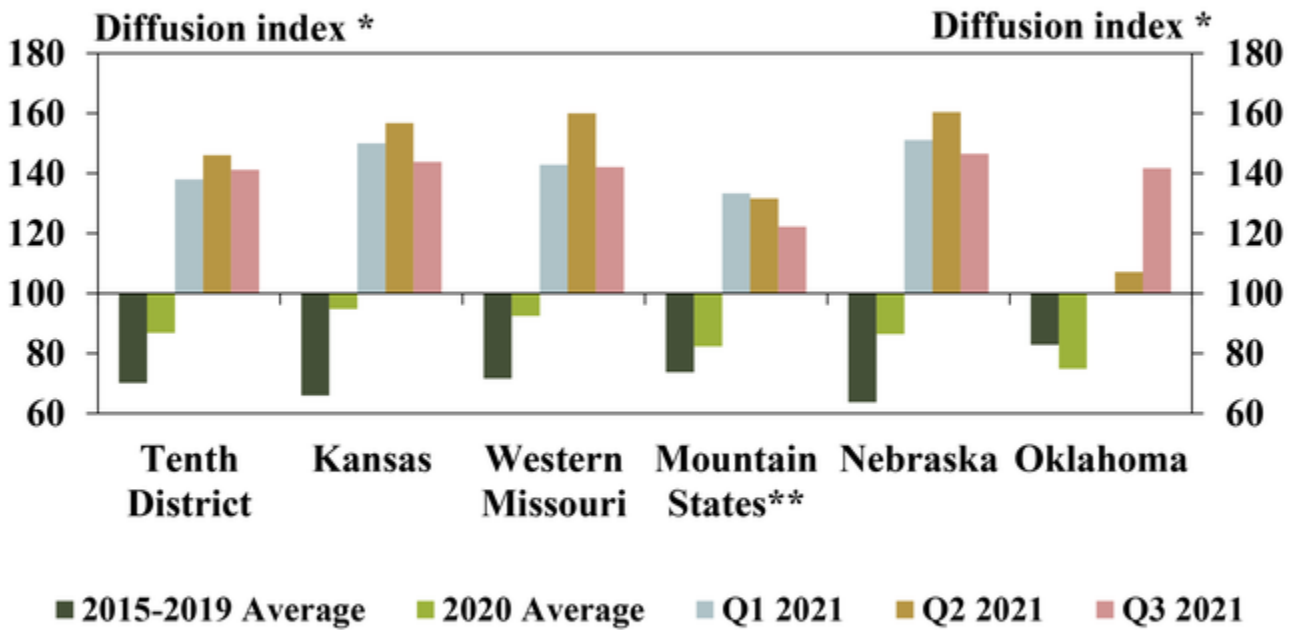 Diffusion index *
Diffusion index *
180
180
160
160
140
140
120
120
100
100
80
80
60
60
Tenth
District
Kansas
Western
Missouri
Mountain
States**
Nebraska
Oklahoma
2015-2019 Average
2020 Average
Q1 2021
Q2 2021
Q3 2021